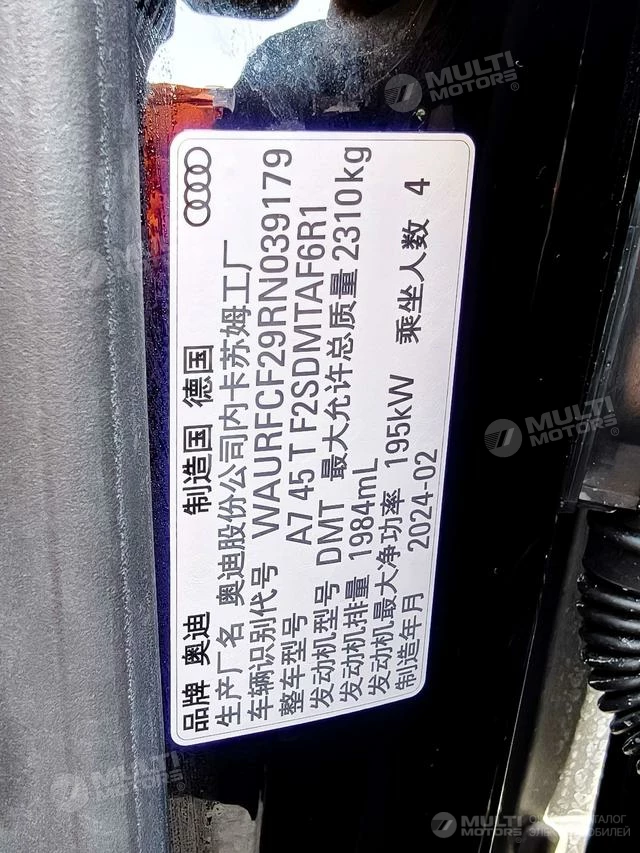 品牌 奥迪 制造国 德国
生产厂名 奥迪股份公司内卡苏姆工厂
车辆识别代号 WAURFCF29RN039179
整车型号 A7 45 T F2SDMTAF6R1
发动机型号 DMT 最大允许总质量 2310kg
发动机排量 1984mL
发动机最大净功率 195kW 乘坐人数 4
制造年月 2024-02
MULTI
MOTORS®
MULTI
MOTORS
MULTI
MOTORS
MULTI
MOTORS